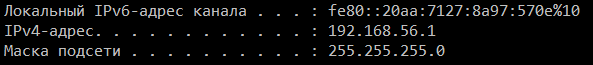 Локальный IPv6-адрес канала . . . : fe80::20aa:7127:8a97:570e%10
IPv4-адрес. . . . . . . . . . . . : 192.168.56.1
Маска подсети . . . . . . . . . . : 255.255.255.0